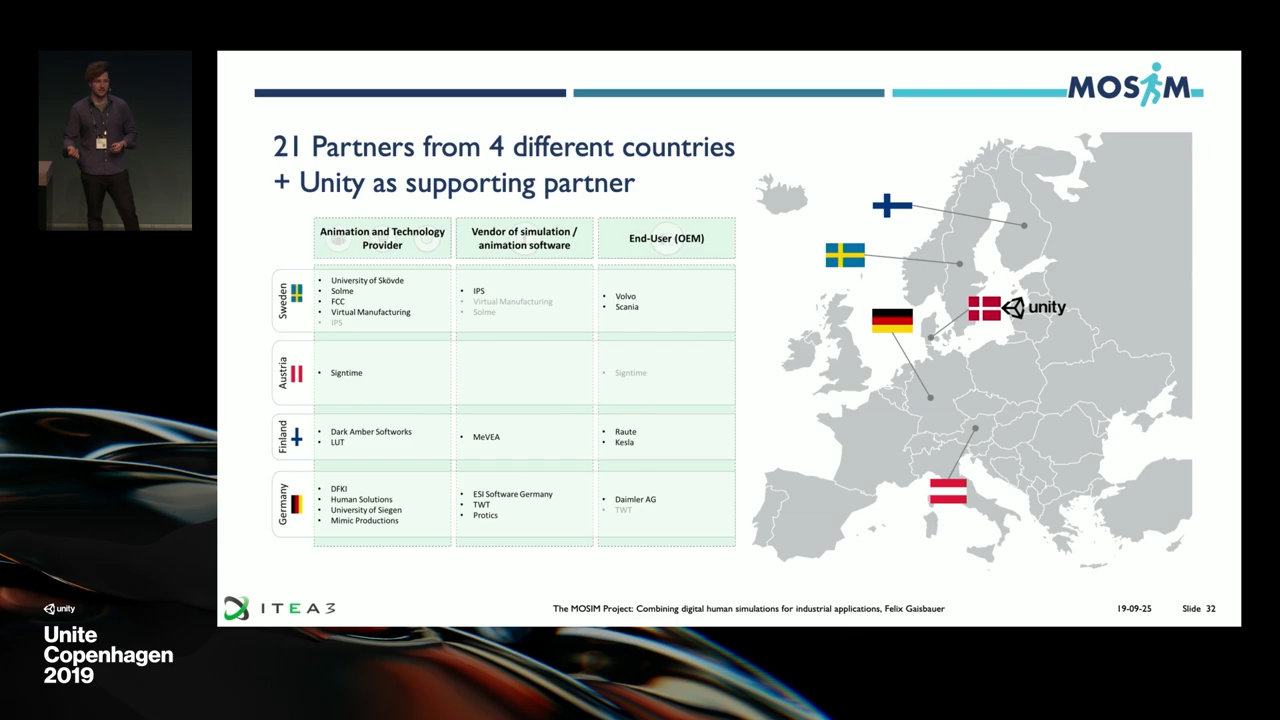 MOSIM
21 Partners from 4 different countries
+ Unity as supporting partner
Animation and Technology
Provider
Vendor of simulation /
animation software
End-User (OEM)
Sweden
• University of Skövde
• Solme
• FCC
• Virtual Manufacturing
• IPS
• IPS
• Virtual Manufacturing
• Solme
• Volvo
• Scania
Austria
• Signtime
• Signtime
Finland
• Dark Amber Softworks
• LUT
• MeVEA
• Raute
• Kesla
Germany
• DFKI
• Human Solutions
• University of Siegen
• Mimic Productions
• ESI Software Germany
• TWT
• Protics
• Daimler AG
• TWT
unity
ITEA3
The MOSIM Project: Combining digital human simulations for industrial applications, Felix Gaisbauer
19-09-25
Slide 32
unity
Unite
Copenhagen
2019